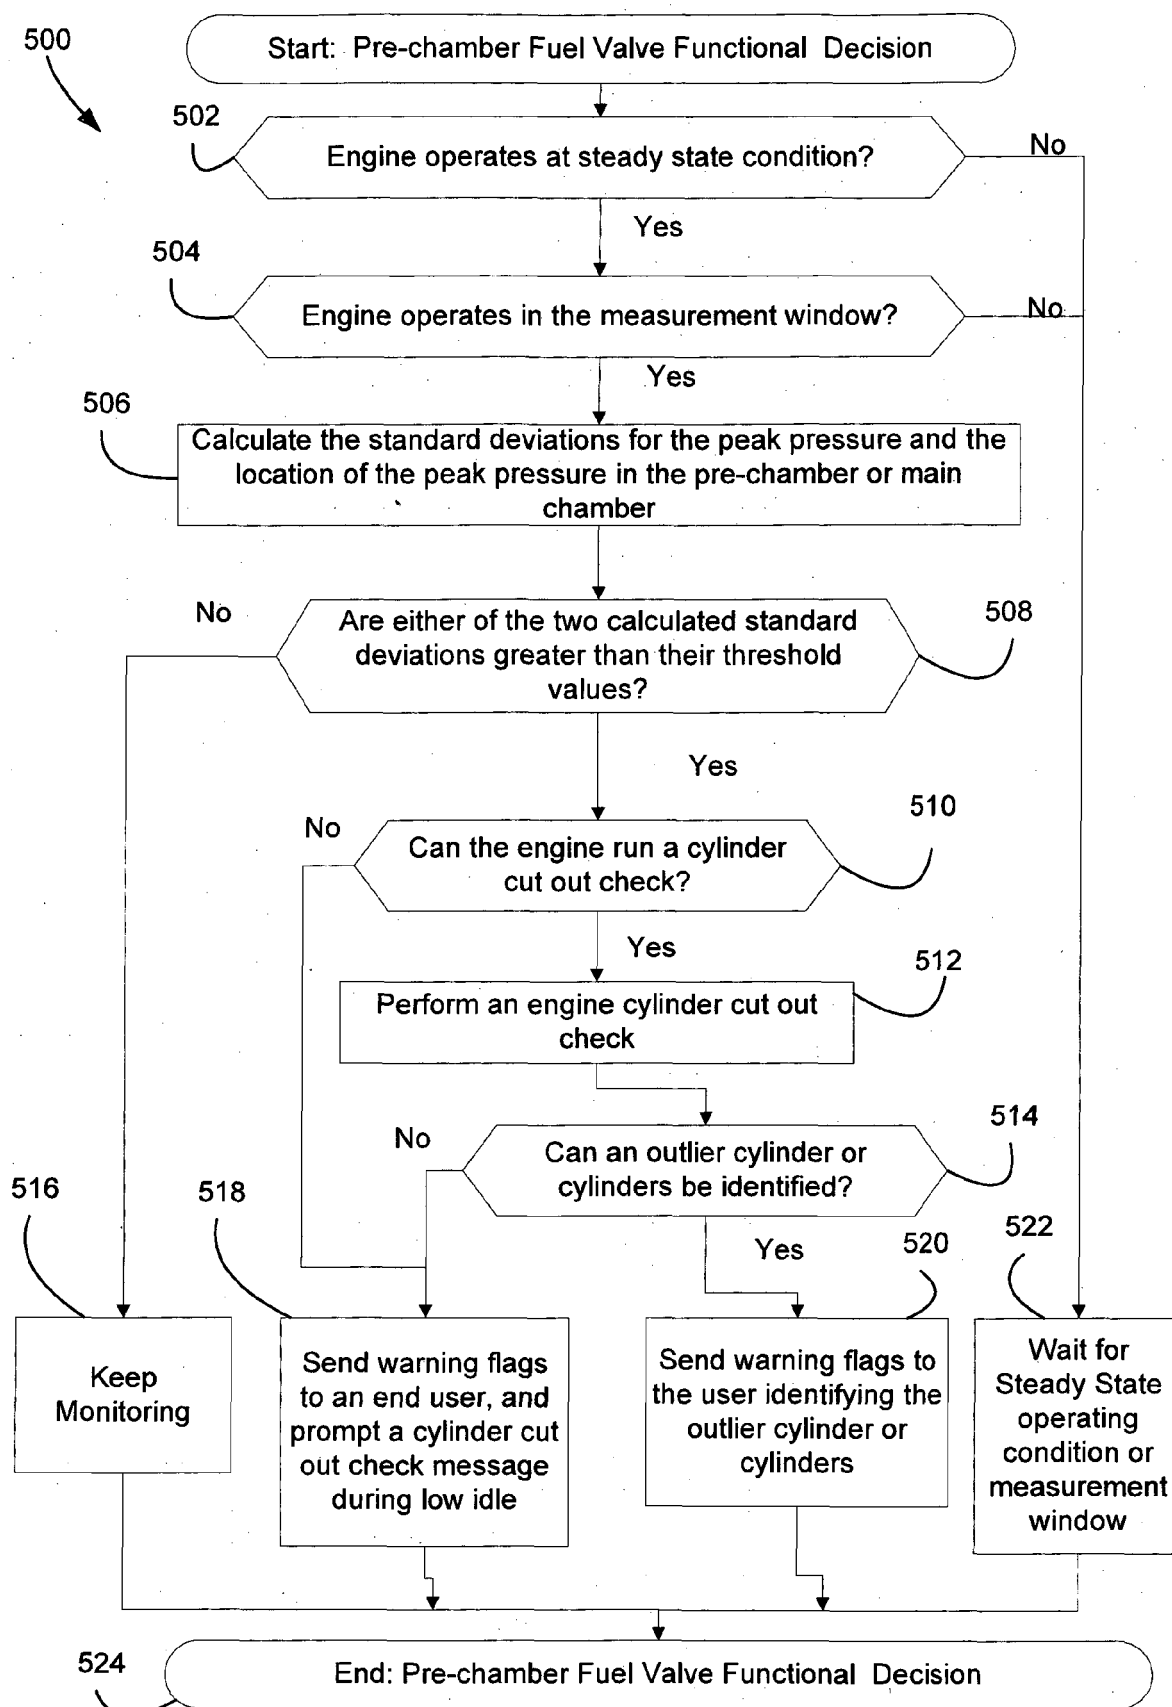 500
Start: Pre-chamber Fuel Valve Functional Decision
502
Engine operates at steady state condition?
No
Yes
504
Engine operates in the measurement window?
No
Yes
506
Calculate the standard deviations for the peak pressure and the
location of the peak pressure in the pre-chamber or main
chamber
No
Are either of the two calculated standard
deviations greater than their threshold
values?
508
Yes
510
No
Can the engine run a cylinder
cut out check?
Yes
512
Perform an engine cylinder cut out
check
514
No
Can an outlier cylinder or
cylinders be identified?
516
518
Yes
520
522
Keep
Monitoring
Send warning flags
to an end user, and
prompt a cylinder cut
out check message
during low idle
Send warning flags to
the user identifying the
outlier cylinder or
cylinders
Wait for
Steady State
operating
condition or
measurement
window
524
End: Pre-chamber Fuel Valve Functional Decision